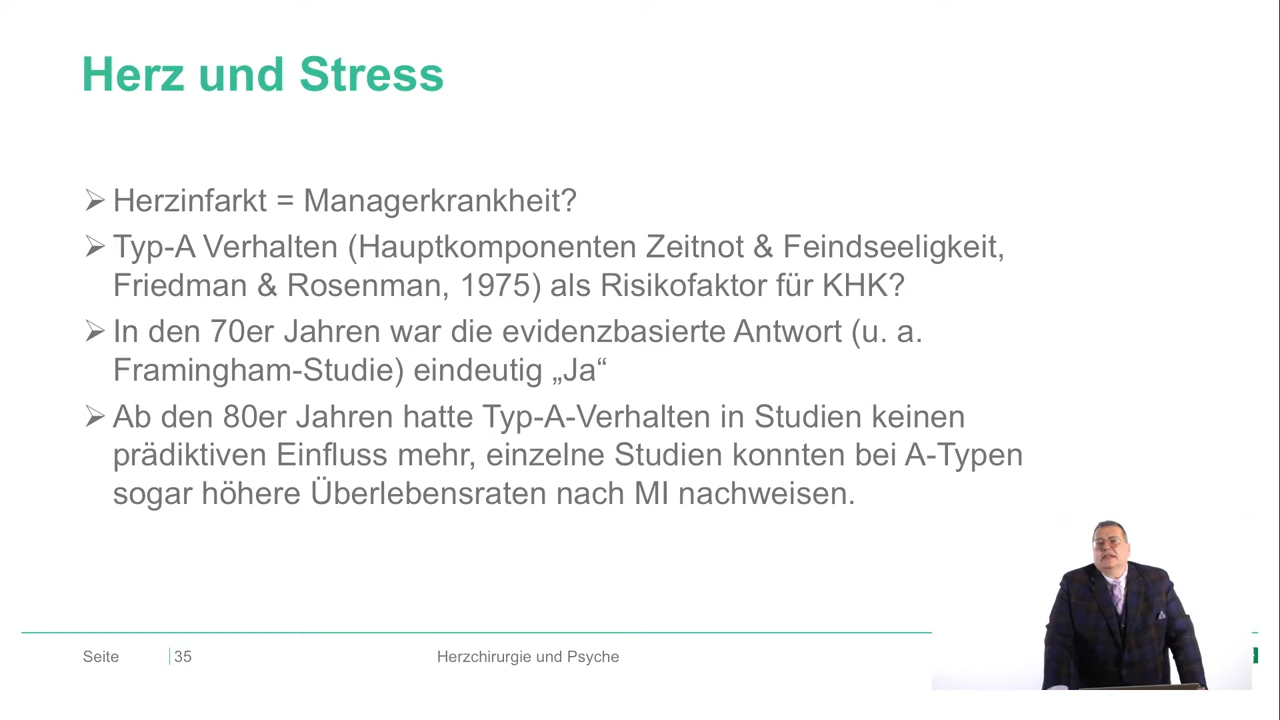 Herz und Stress
Herzinfarkt = Managerkrankheit?
Typ-A Verhalten (Hauptkomponenten Zeitnot & Feindseeligkeit,
Friedman & Rosenman, 1975) als Risikofaktor für KHK?
In den 70er Jahren war die evidenzbasierte Antwort (u. a.
Framingham-Studie) eindeutig „Ja“
Ab den 80er Jahren hatte Typ-A-Verhalten in Studien keinen
prädiktiven Einfluss mehr, einzelne Studien konnten bei A-Typen
sogar höhere Überlebensraten nach MI nachweisen.
Seite | 35 Herzchirurgie und Psyche